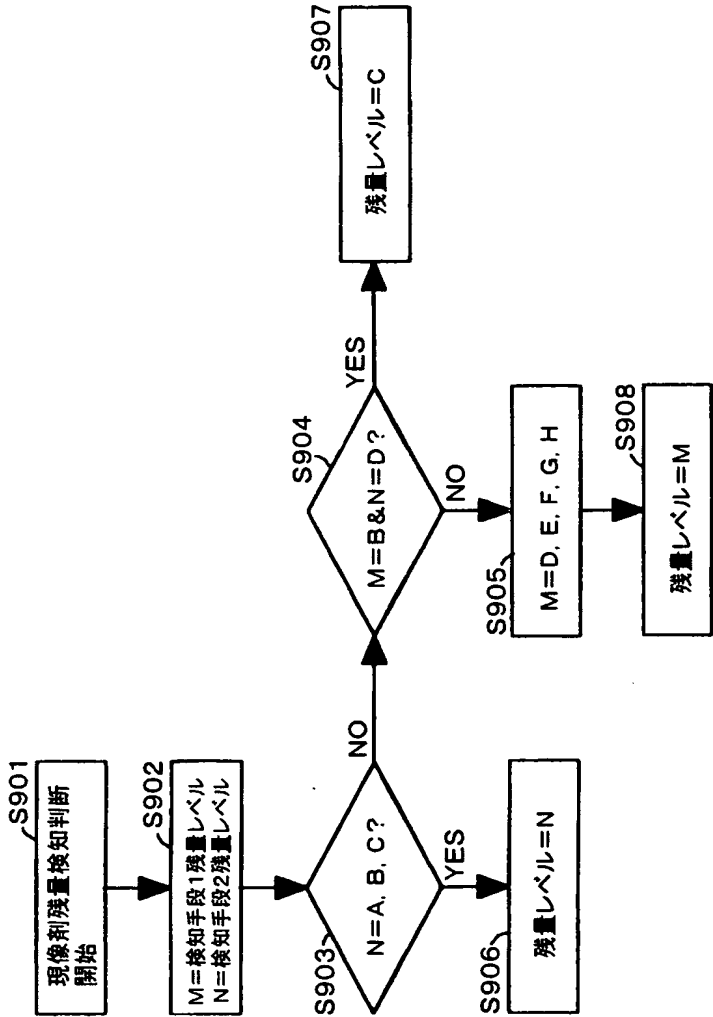 S901
現像剤残量検知判断
開始
S902
M=検知手段1残量レベル
N=検知手段2残量レベル
S903
N=A, B, C?
NO
YES
S906
残量レベル=N
S904
M=B&N=D?
YES
NO
S907
残量レベル=C
S905
M=D, E, F, G, H
S908
残量レベル=M